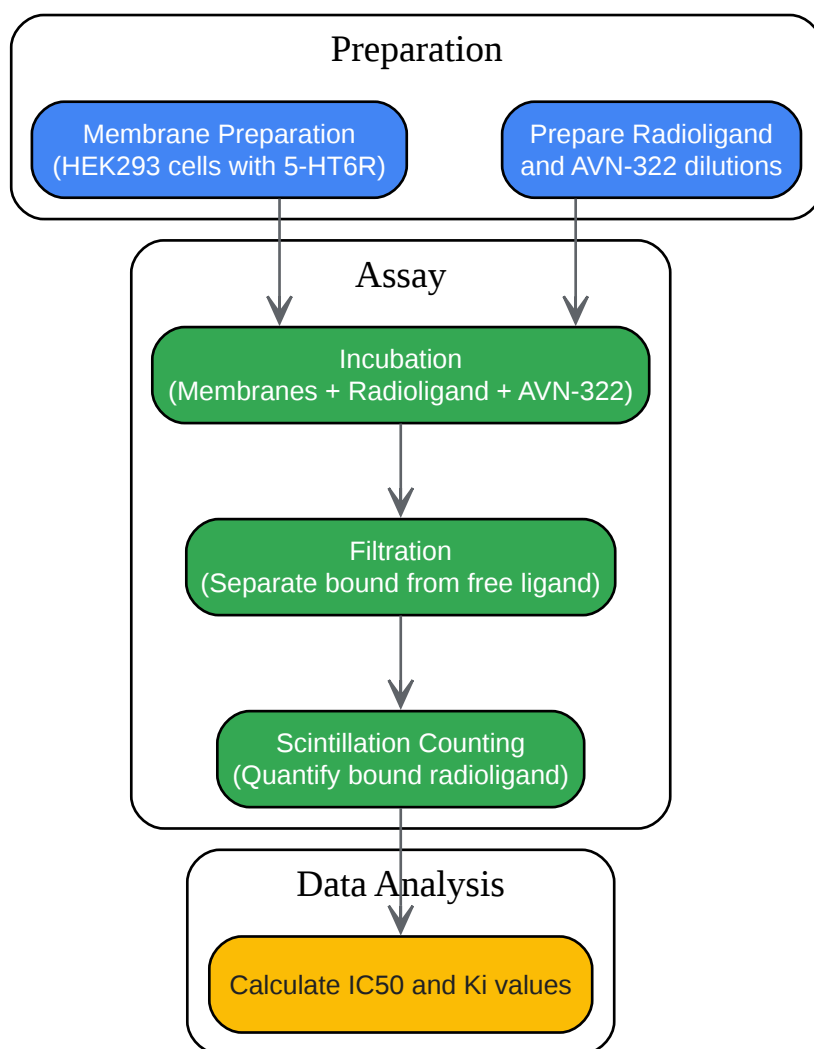 Preparation
Membrane Preparation
(HEK293 cells with 5-HT6R)
Prepare Radioligand
and AVN-322 dilutions
Assay
Incubation
(Membranes + Radioligand + AVN-322)
Filtration
(Separate bound from free ligand)
Scintillation Counting
(Quantify bound radioligand)
Data Analysis
Calculate IC50 and Ki values